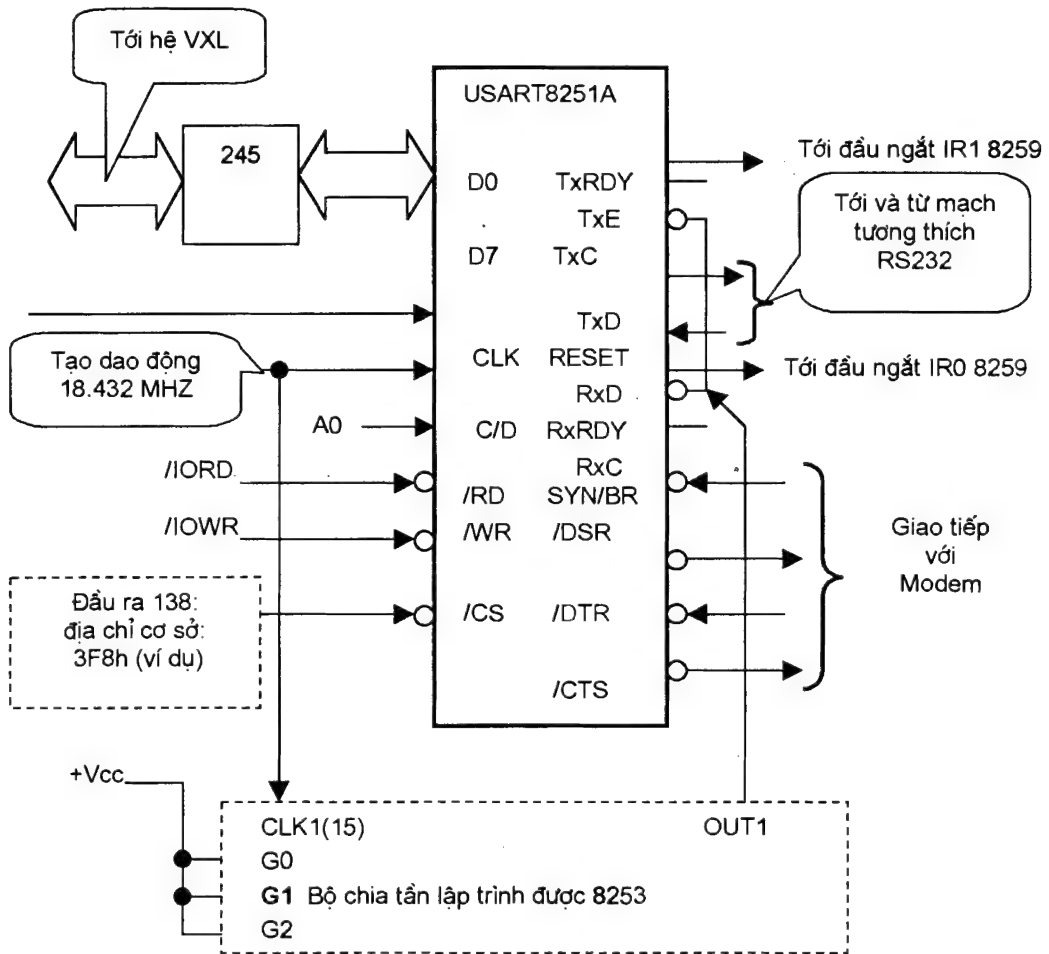 Tới hệ VXL
245
USART8251A
D0 TxRDY
TxE
D7 TxC
TxD
CLK RESET
RxD
C/D RxRDY
RxC
/RD SYN/BR
/WR /DSR
/CS /DTR
/CTS
Tới đầu ngắt IR1 8259
Tới và từ mạch
tương thích
RS232
Tới đầu ngắt IR0 8259
Tạo dao động
18.432 MHZ
A0
/IORD
/IOWR
Đầu ra 138:
địa chỉ cơ sở:
3F8h (ví dụ)
Giao tiếp
với
Modem
+Vcc
CLK1(15) OUT1
G0
G1 Bộ chia tần lập trình được 8253
G2